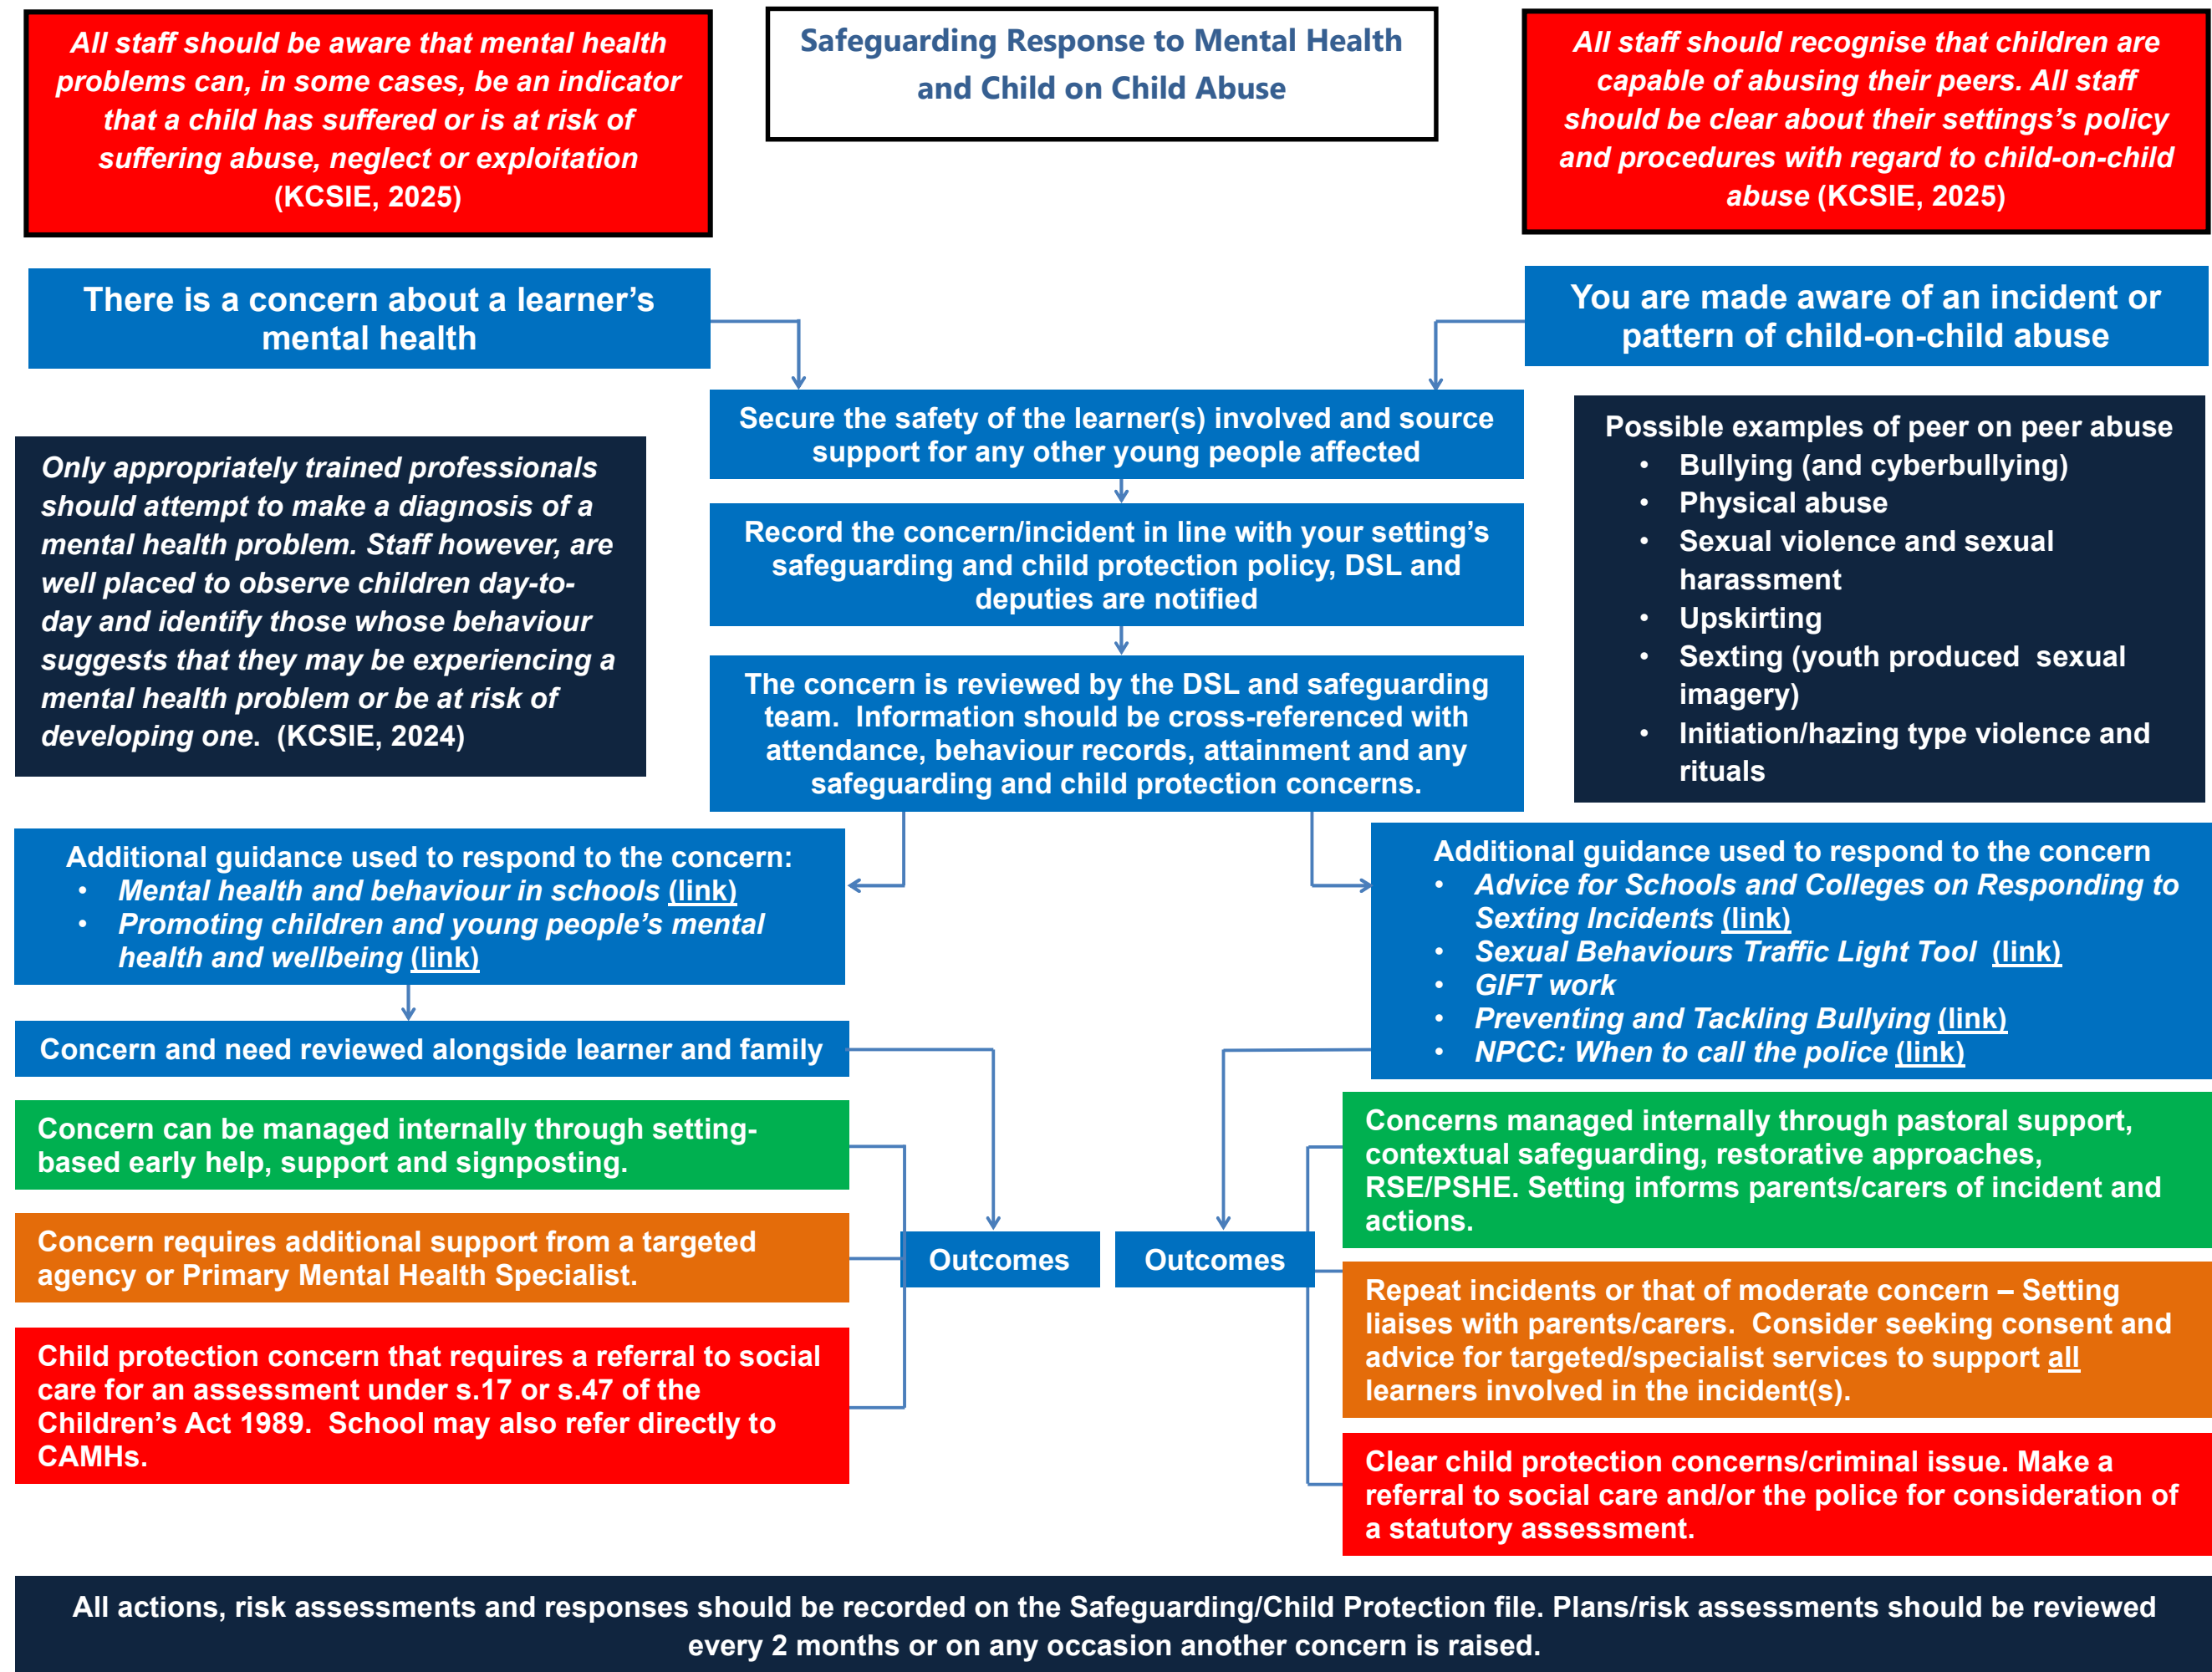 All staff should be aware that mental health
problems can, in some cases, be an indicator
that a child has suffered or is at risk of
suffering abuse, neglect or exploitation
(KCSIE, 2025)
Safeguarding Response to Mental Health
and Child on Child Abuse
All staff should recognise that children are
capable of abusing their peers. All staff
should be clear about their settings's policy
and procedures with regard to child-on-child
abuse (KCSIE, 2025)
There is a concern about a learner’s
mental health
You are made aware of an incident or
pattern of child-on-child abuse
Secure the safety of the learner(s) involved and source
support for any other young people affected
Record the concern/incident in line with your setting’s
safeguarding and child protection policy, DSL and
deputies are notified
The concern is reviewed by the DSL and safeguarding
team.  Information should be cross-referenced with
attendance, behaviour records, attainment and any
safeguarding and child protection concerns.
Only appropriately trained professionals
should attempt to make a diagnosis of a
mental health problem. Staff however, are
well placed to observe children day-to-
day and identify those whose behaviour
suggests that they may be experiencing a
mental health problem or be at risk of
developing one.  (KCSIE, 2024)
Possible examples of peer on peer abuse
• Bullying (and cyberbullying)
• Physical abuse
• Sexual violence and sexual
harassment
• Upskirting
• Sexting (youth produced  sexual
imagery)
• Initiation/hazing type violence and
rituals
Additional guidance used to respond to the concern:
• Mental health and behaviour in schools (link)
• Promoting children and young people’s mental
health and wellbeing (link)
Concern and need reviewed alongside learner and family
Additional guidance used to respond to the concern
• Advice for Schools and Colleges on Responding to
Sexting Incidents (link)
• Sexual Behaviours Traffic Light Tool  (link)
• GIFT work
• Preventing and Tackling Bullying (link)
• NPCC: When to call the police (link)
Concern can be managed internally through setting-
based early help, support and signposting.
Concern requires additional support from a targeted
agency or Primary Mental Health Specialist.
Child protection concern that requires a referral to social
care for an assessment under s.17 or s.47 of the
Children’s Act 1989.  School may also refer directly to
CAMHs.
Outcomes
Outcomes
Concerns managed internally through pastoral support,
contextual safeguarding, restorative approaches,
RSE/PSHE. Setting informs parents/carers of incident and
actions.
Repeat incidents or that of moderate concern – Setting
liaises with parents/carers.  Consider seeking consent and
advice for targeted/specialist services to support all
learners involved in the incident(s).
Clear child protection concerns/criminal issue. Make a
referral to social care and/or the police for consideration of
a statutory assessment.
All actions, risk assessments and responses should be recorded on the Safeguarding/Child Protection file. Plans/risk assessments should be reviewed
every 2 months or on any occasion another concern is raised.